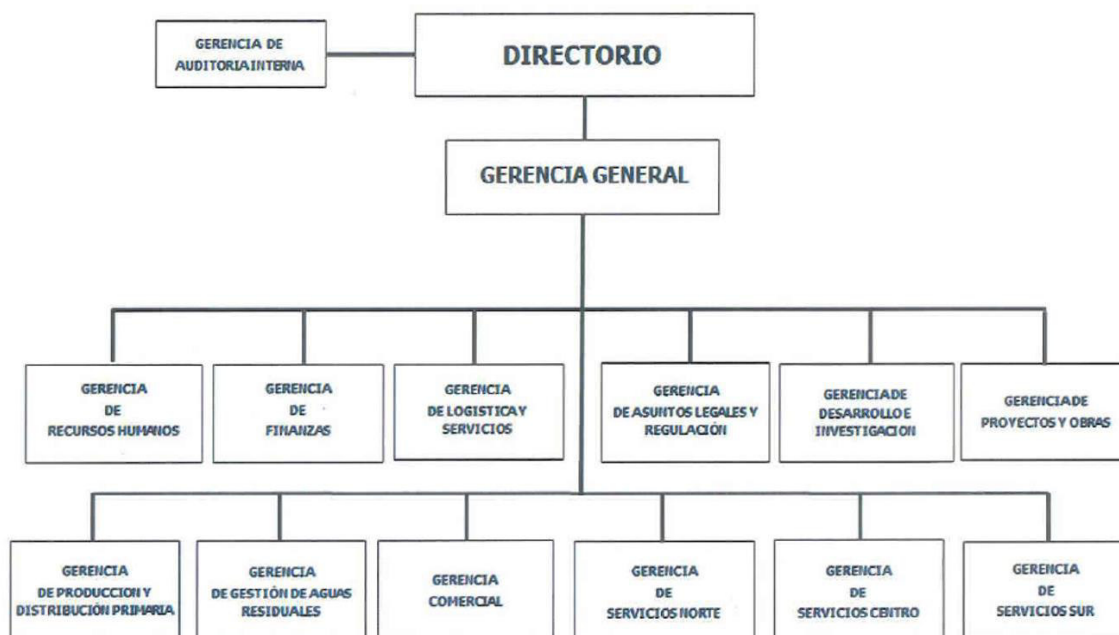 GERENCIA DE
AUDITORIA INTERNA
DIRECTORIO
GERENCIA GENERAL
GERENCIA
DE
RECURSOS HUMANOS
GERENCIA
DE
FINANZAS
GERENCIA
DE LOGISTICA Y
SERVICIOS
GERENCIA
DE ASUNTOS LEGALES Y
REGULACIÓN
GERENCIA DE
DESARROLLO E
INVESTIGACION
GERENCIA DE
PROYECTOS Y OBRAS
GERENCIA
DE PRODUCCION Y
DISTRIBUCIÓN PRIMARIA
GERENCIA
DE GESTIÓN DE AGUAS
RESIDUALES
GERENCIA
COMERCIAL
GERENCIA
DE
SERVICIOS NORTE
GERENCIA
DE
SERVICIOS CENTRO
GERENCIA
DE
SERVICIOS SUR